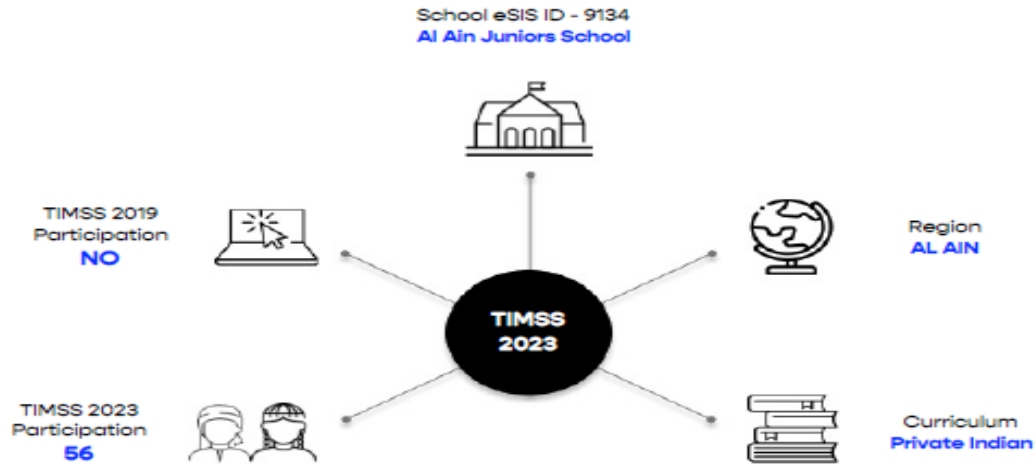 School eSIS ID - 9134
Al Ain Juniors School
TIMSS 2019
Participation
NO
Region
AL AIN
TIMSS
2023
TIMSS 2023
Participation
56
Curriculum
Private Indian